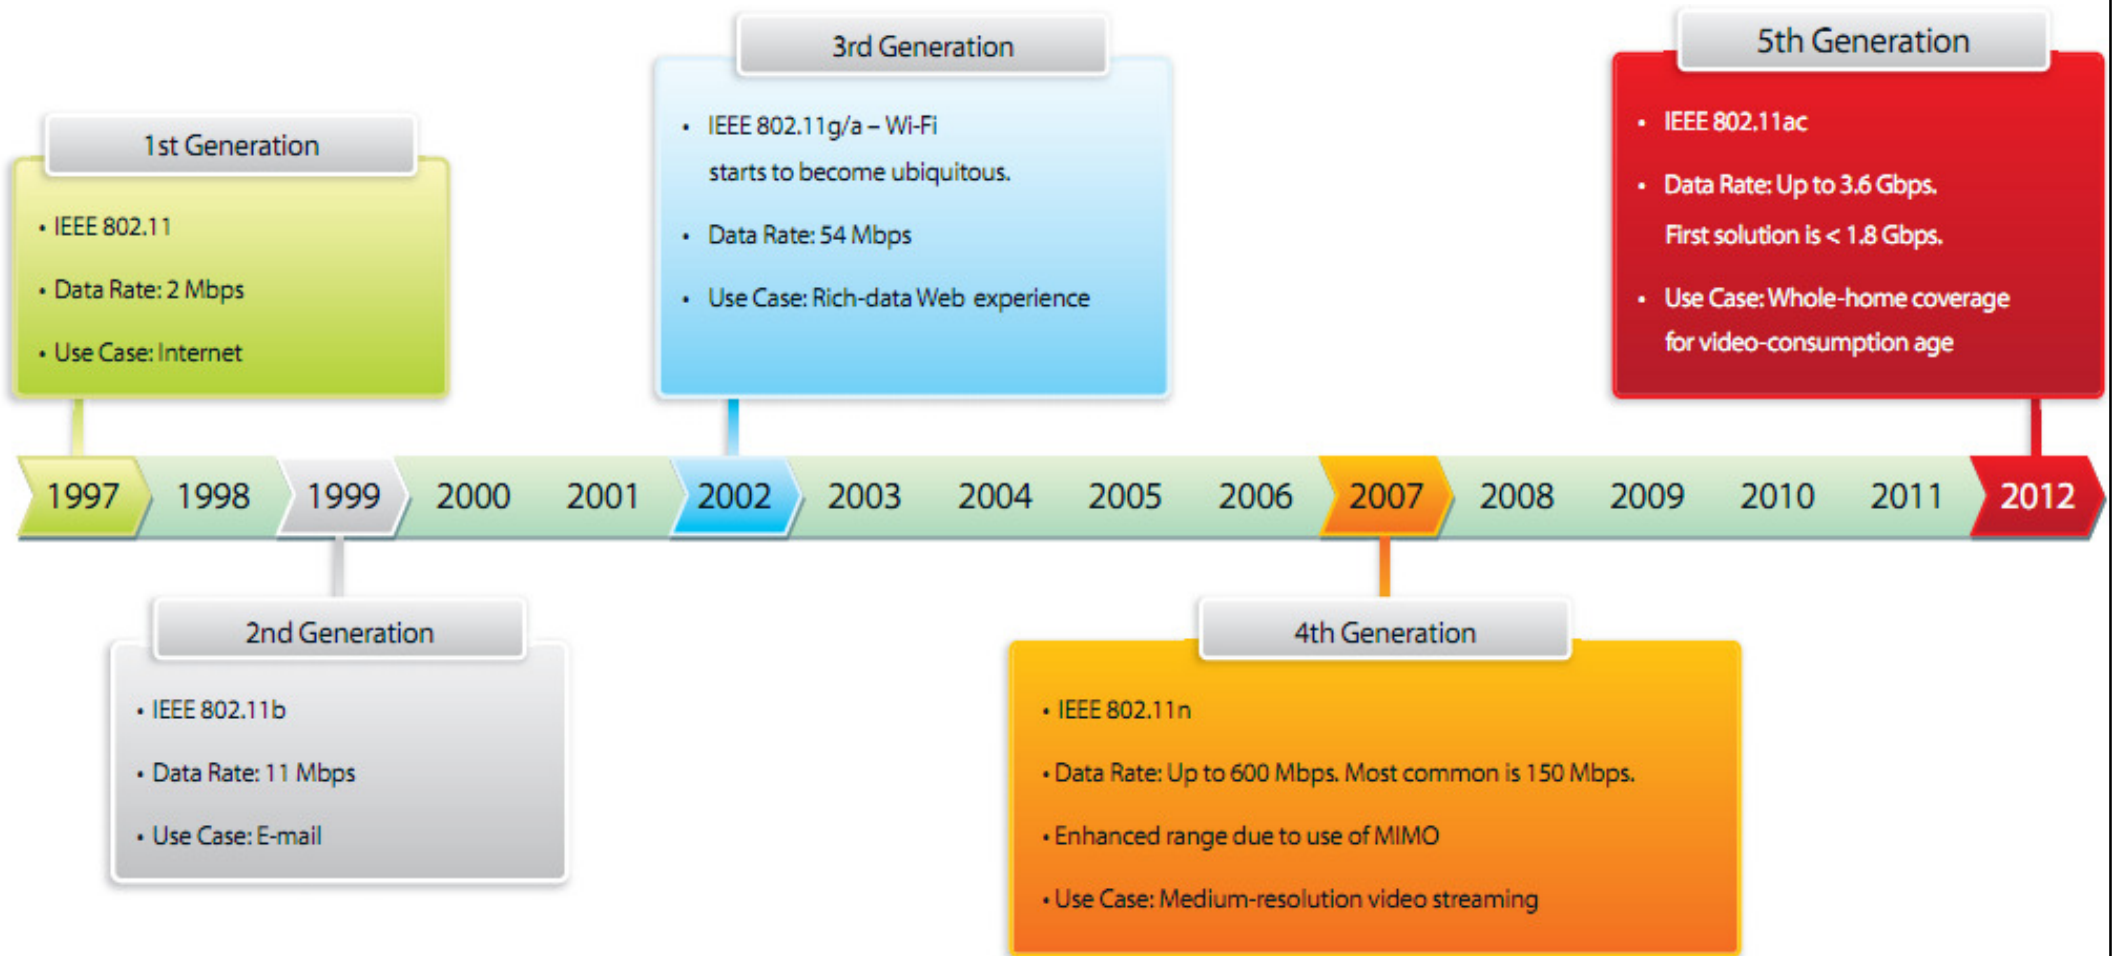 1st Generation
• IEEE 802.11
• Data Rate: 2 Mbps
• Use Case: Internet
3rd Generation
• IEEE 802.11g/a – Wi-Fi
starts to become ubiquitous.
• Data Rate: 54 Mbps
• Use Case: Rich-data Web experience
5th Generation
• IEEE 802.11ac
• Data Rate: Up to 3.6 Gbps.
First solution is < 1.8 Gbps.
• Use Case: Whole-home coverage
for video-consumption age
1997 1998 1999 2000 2001 2002 2003 2004 2005 2006 2007 2008 2009 2010 2011 2012
2nd Generation
• IEEE 802.11b
• Data Rate: 11 Mbps
• Use Case: E-mail
4th Generation
• IEEE 802.11n
• Data Rate: Up to 600 Mbps. Most common is 150 Mbps.
• Enhanced range due to use of MIMO
• Use Case: Medium-resolution video streaming